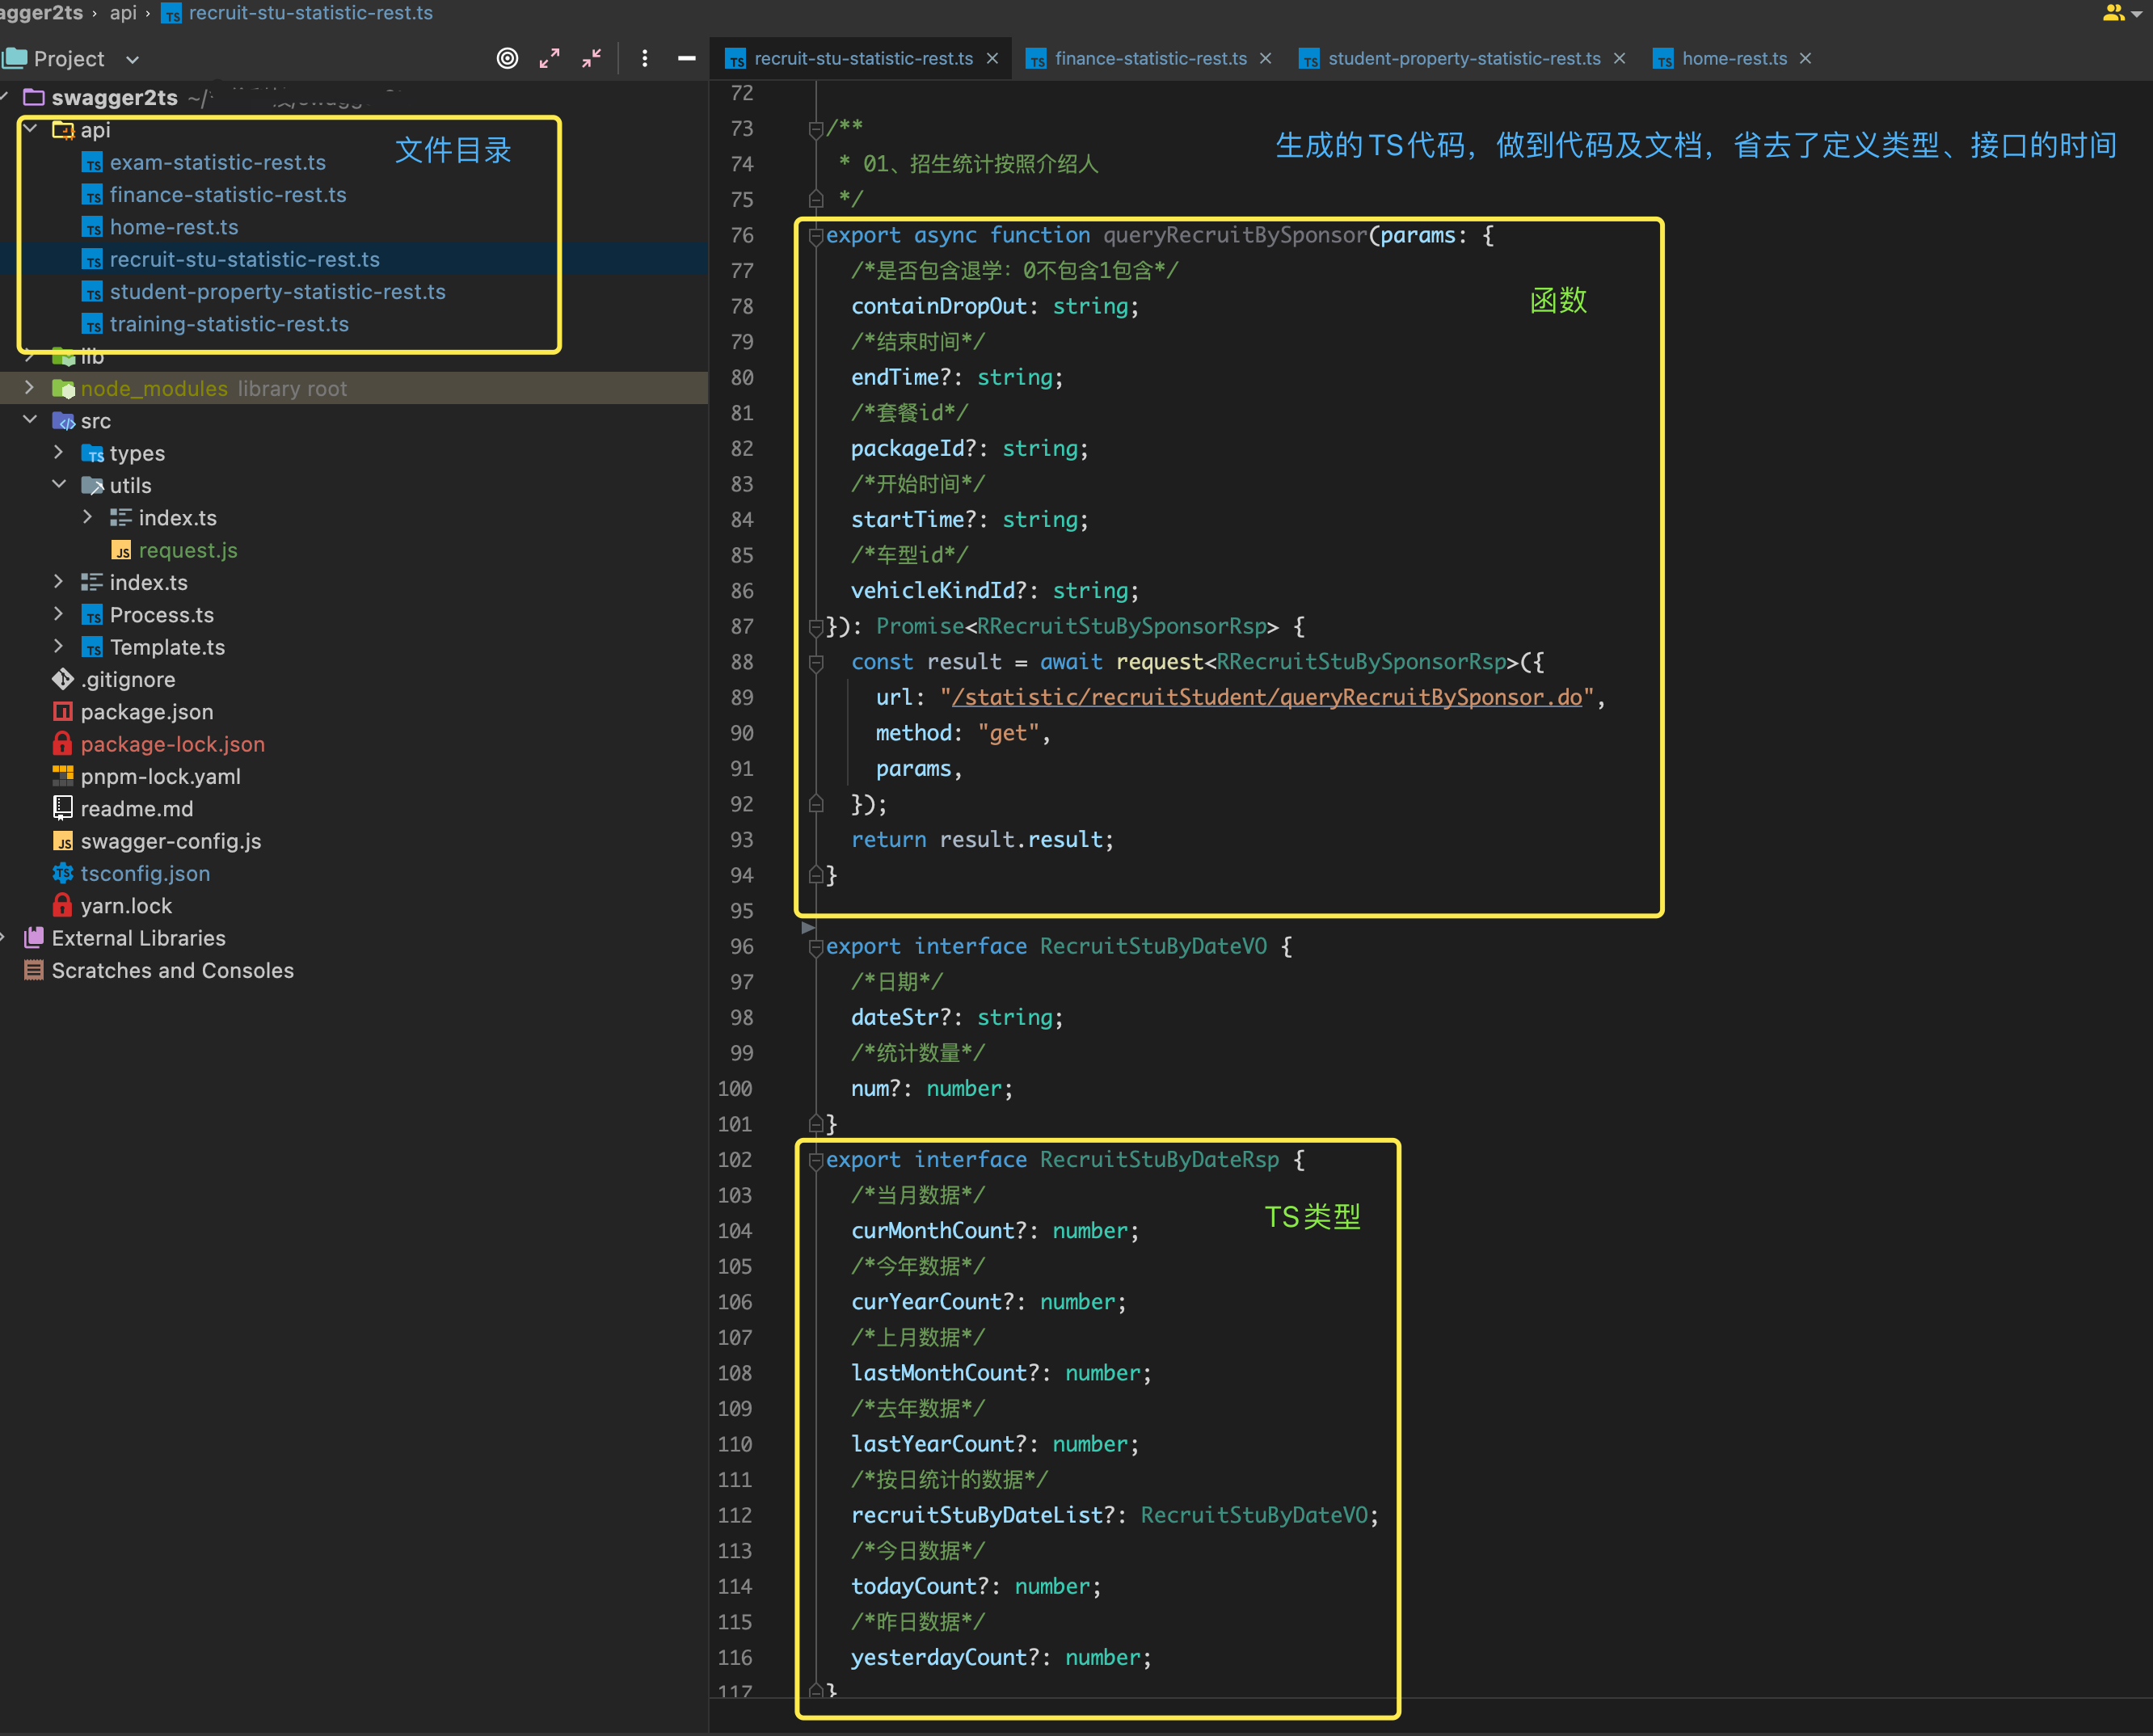 agger2ts › api › recruit-stu-statistic-rest.ts
Project
recruit-stu-statistic-rest.ts
finance-statistic-rest.ts
student-property-statistic-rest.ts
home-rest.ts
swagger2ts ~/
api
文件目录
exam-statistic-rest.ts
finance-statistic-rest.ts
home-rest.ts
recruit-stu-statistic-rest.ts
student-property-statistic-rest.ts
training-statistic-rest.ts
lib
node_modules library root
src
types
utils
index.ts
request.js
index.ts
Process.ts
Template.ts
.gitignore
package.json
package-lock.json
pnpm-lock.yaml
readme.md
swagger-config.js
tsconfig.json
yarn.lock
External Libraries
Scratches and Consoles
生成的TS代码，做到代码及文档，省去了定义类型、接口的时间
函数
TS类型
72
73 /**
74 * 01、招生统计按照介绍人
75 */
76 export async function queryRecruitBySponsor(params: {
77 /*是否包含退学：0不包含1包含*/
78 containDropOut: string;
79 /*结束时间*/
80 endTime?: string;
81 /*套餐id*/
82 packageId?: string;
83 /*开始时间*/
84 startTime?: string;
85 /*车型id*/
86 vehicleKindId?: string;
87 }): Promise<RRecruitStuBySponsorRsp> {
88 const result = await request<RRecruitStuBySponsorRsp>({
89 url: "/statistic/recruitStudent/queryRecruitBySponsor.do",
90 method: "get",
91 params,
92 });
93 return result.result;
94 }
95
96 export interface RecruitStuByDateVO {
97 /*日期*/
98 dateStr?: string;
99 /*统计数量*/
100 num?: number;
101 }
102 export interface RecruitStuByDateRsp {
103 /*当月数据*/
104 curMonthCount?: number;
105 /*今年数据*/
106 curYearCount?: number;
107 /*上月数据*/
108 lastMonthCount?: number;
109 /*去年数据*/
110 lastYearCount?: number;
111 /*按日统计的数据*/
112 recruitStuByDateList?: RecruitStuByDateVO;
113 /*今日数据*/
114 todayCount?: number;
115 /*昨日数据*/
116 yesterdayCount?: number;
117 }